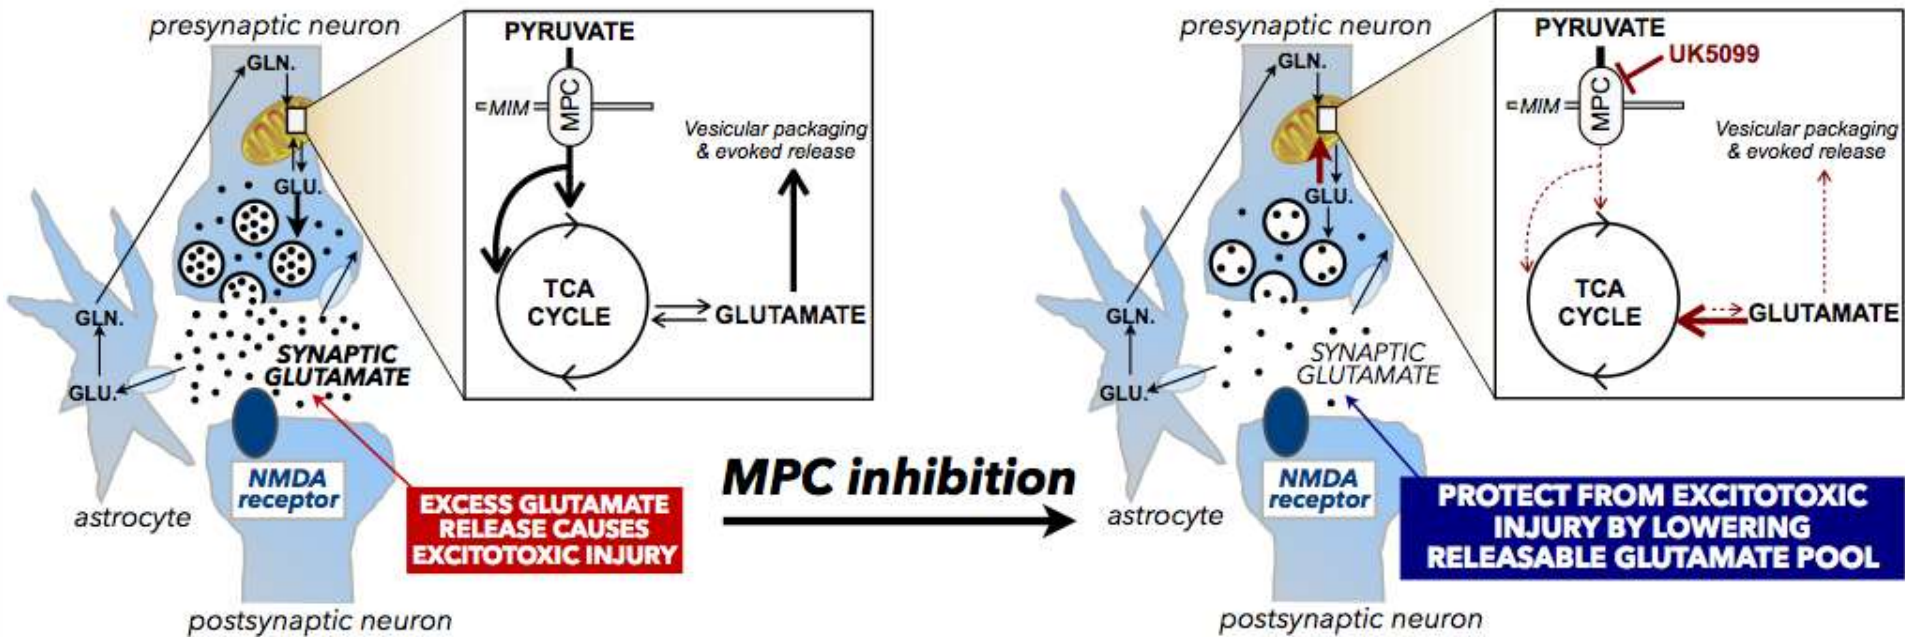 presynaptic neuron
GLN.
GLU.
GLN.
GLU.
SYNAPTIC
GLUTAMATE
NMDA
receptor
astrocyte
postsynaptic neuron
EXCESS GLUTAMATE
RELEASE CAUSES
EXCITOTOXIC INJURY
PYRUVATE
MIM
MPC
Vesicular packaging
& evoked release
TCA
CYCLE
GLUTAMATE
MPC inhibition
presynaptic neuron
GLN.
GLU.
GLN.
GLU.
SYNAPTIC
GLUTAMATE
NMDA
receptor
astrocyte
postsynaptic neuron
PROTECT FROM EXCITOTOXIC
INJURY BY LOWERING
RELEASABLE GLUTAMATE POOL
PYRUVATE
UK5099
MIM
MPC
Vesicular packaging
& evoked release
TCA
CYCLE
GLUTAMATE